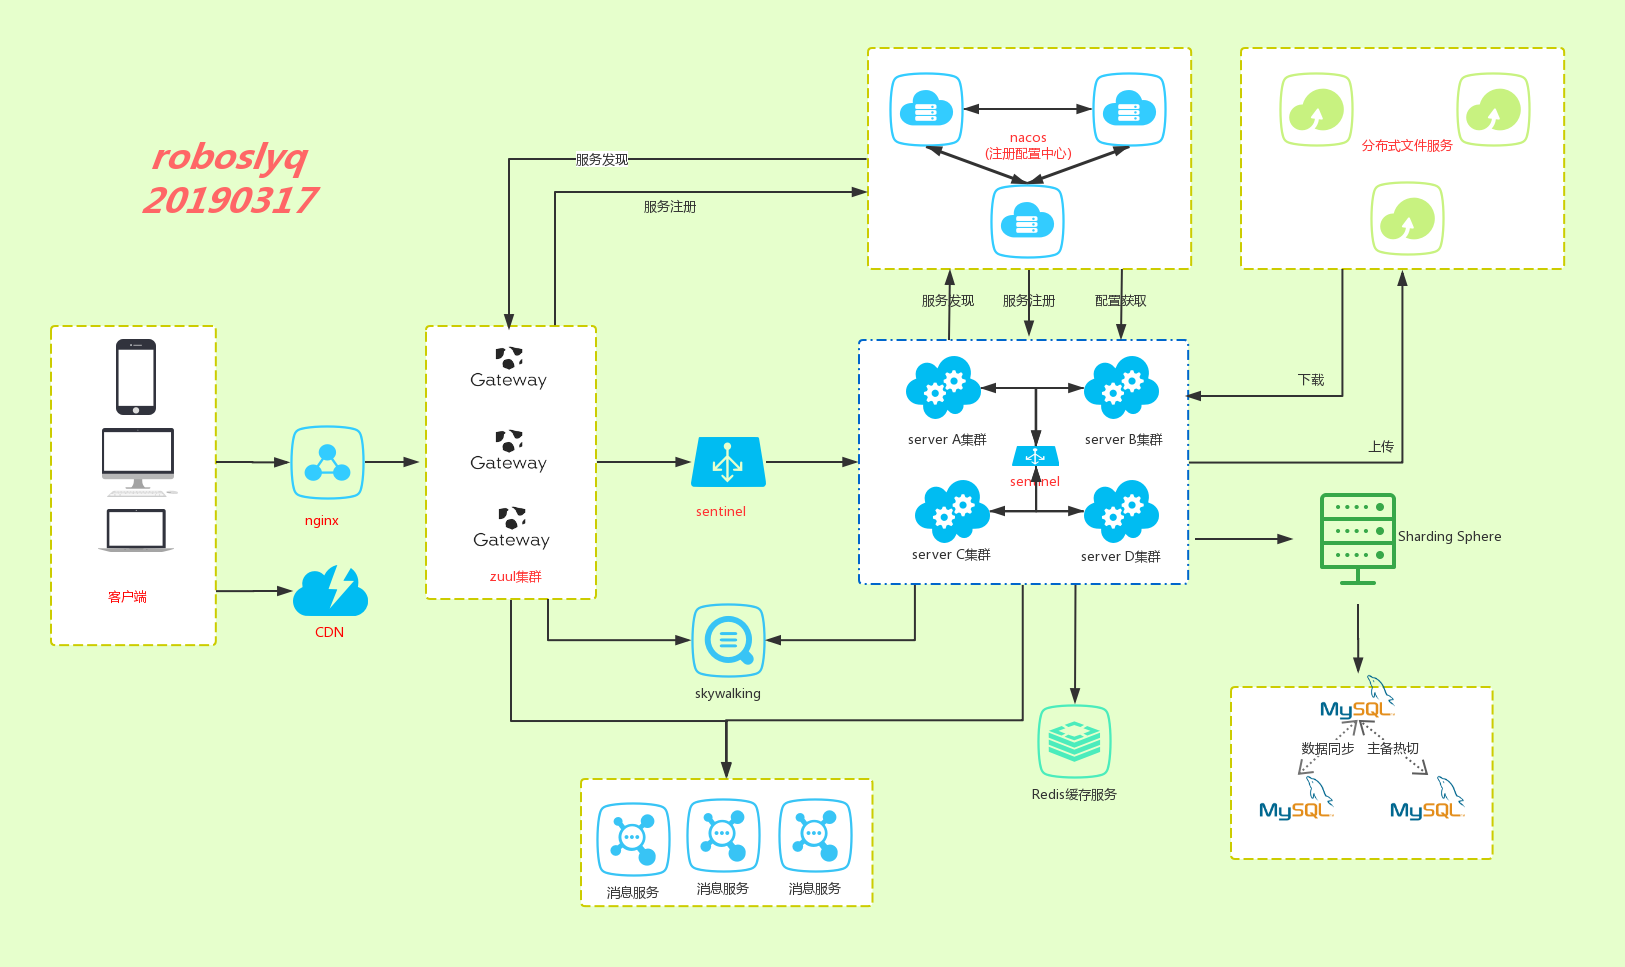 roboslyq
20190317
服务发现
服务注册
nacos
(注册配置中心)
分布式文件服务
服务发现
服务注册
配置获取
下载
上传
客户端
nginx
CDN
Gateway
Gateway
Gateway
zuul集群
sentinel
server A集群
server B集群
sentinel
server C集群
server D集群
Sharding Sphere
skywalking
Redis缓存服务
MySQL
数据同步
主备热切
MySQL
MySQL
消息服务
消息服务
消息服务